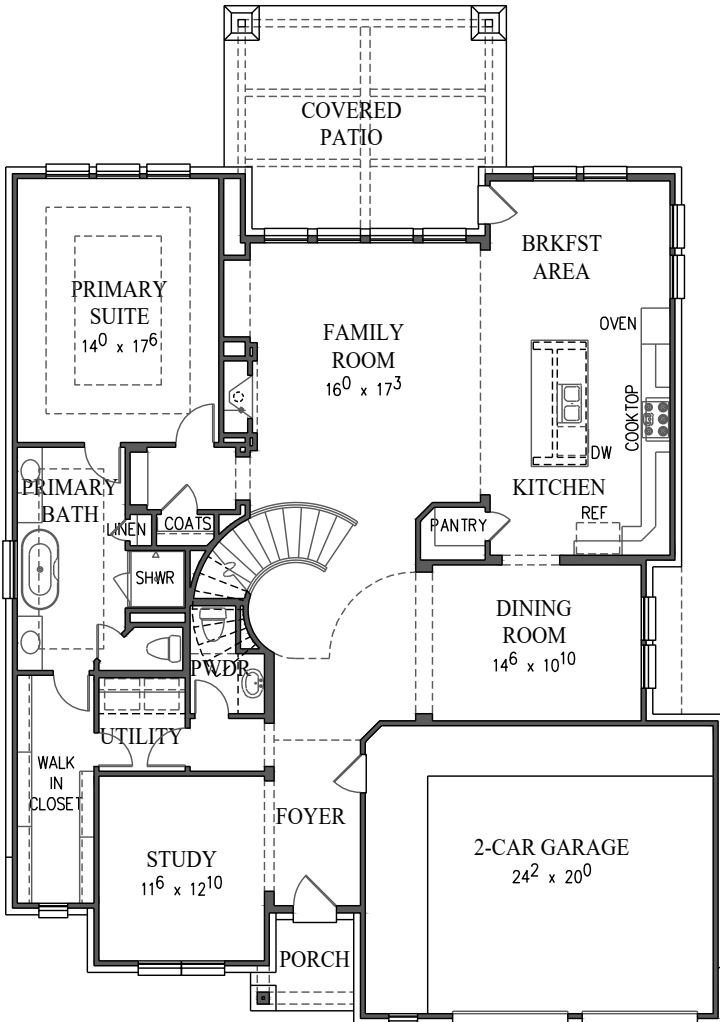 COVERED
PATIO
BRKFST
AREA
PRIMARY
SUITE
14⁰ x 17⁶
FAMILY
ROOM
16⁰ x 17³
OVEN
COOKTOP
DW
KITCHEN
REF
PANTRY
PRIMARY
BATH
LINEN
COATS
SHWR
DINING
ROOM
14⁶ x 10¹⁰
PWDR
UTILITY
WALK
IN
CLOSET
FOYER
STUDY
11⁶ x 12¹⁰
2-CAR GARAGE
24² x 20⁰
PORCH